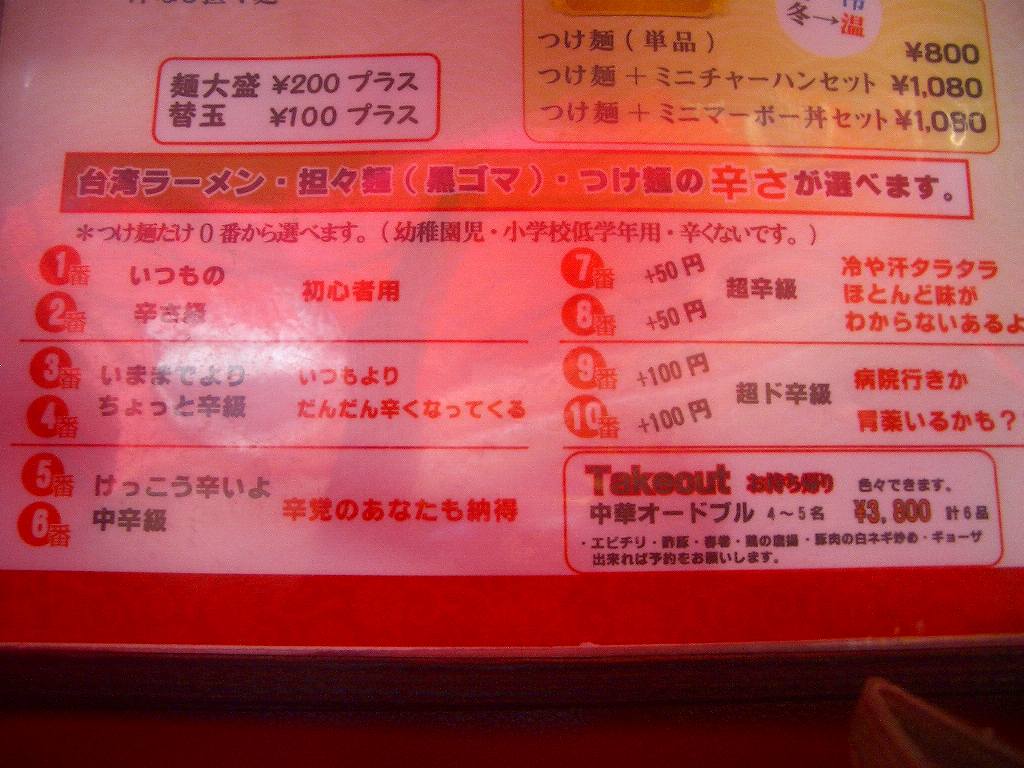 冬→温
つけ麺(単品) ¥800
つけ麺+ミニチャーハンセット ¥1,080
つけ麺+ミニマーボー丼セット ¥1,080
麺大盛 ¥200 プラス
替玉 ¥100 プラス
台湾ラーメン・担々麺(黒ゴマ)・つけ麺の辛さが選べます。
*つけ麺だけ0番から選べます。(幼稚園児・小学校低学年用・辛くないです。)
1番 いつもの 初心者用
2番 辛さ級
3番 いままでより いつもより
4番 ちょっと辛級 だんだん辛くなってくる
5番 けっこう辛いよ
6番 中辛級 辛党のあなたも納得
7番 +50円 超辛級 冷や汗タラタラ
ほとんど味が
8番 +50円 わからないあるよ
9番 +100円 超ド辛級 病院行きか
10番 +100円 胃薬いるかも?
Takeout お持ち帰り 色々できます。
中華オードブル 4~5名 ¥3,800 計6品
・エビチリ・酢豚・春巻・鶏の唐揚・豚肉の白ネギ炒め・ギョーザ
出来れば予約をお願いします。